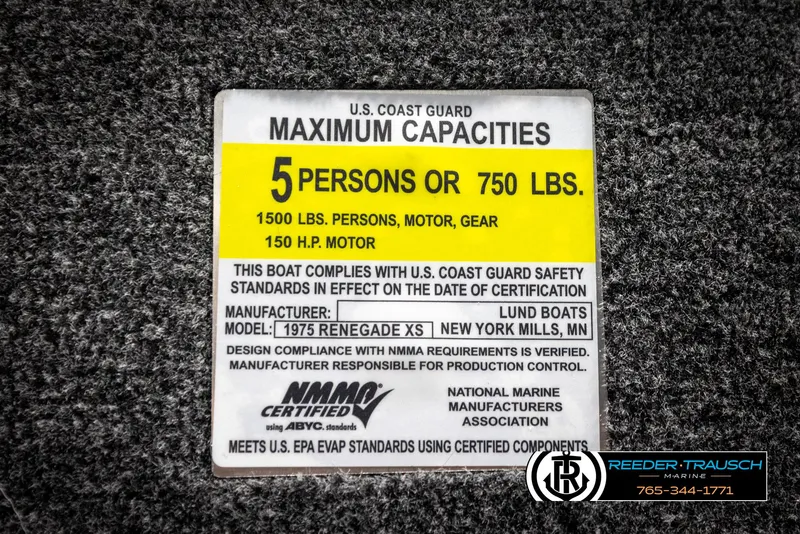 U.S. COAST GUARD
MAXIMUM CAPACITIES
5 PERSONS OR 750 LBS.
1500 LBS. PERSONS, MOTOR, GEAR
150 H.P. MOTOR
THIS BOAT COMPLIES WITH U.S. COAST GUARD SAFETY
STANDARDS IN EFFECT ON THE DATE OF CERTIFICATION
MANUFACTURER: LUND BOATS
MODEL: 1975 RENEGADE XS NEW YORK MILLS, MN
DESIGN COMPLIANCE WITH NMMA REQUIREMENTS IS VERIFIED.
MANUFACTURER RESPONSIBLE FOR PRODUCTION CONTROL.
NMMA®
CERTIFIED
using ABYC. standards
NATIONAL MARINE
MANUFACTURERS
ASSOCIATION
MEETS U.S. EPA EVAP STANDARDS USING CERTIFIED COMPONENTS
RT
REEDER·TRAUSCH
MARINE
765-344-1771